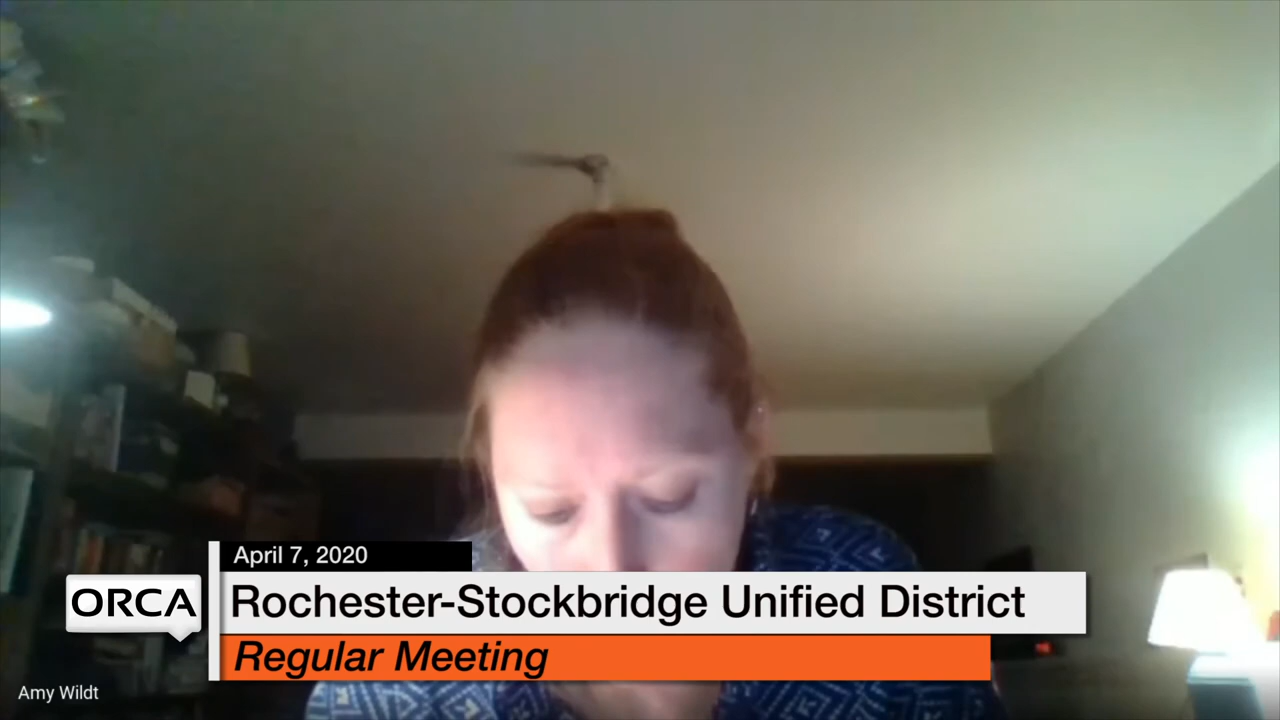 April 7, 2020
ORCA
Rochester-Stockbridge Unified District
Regular Meeting
Amy Wildt